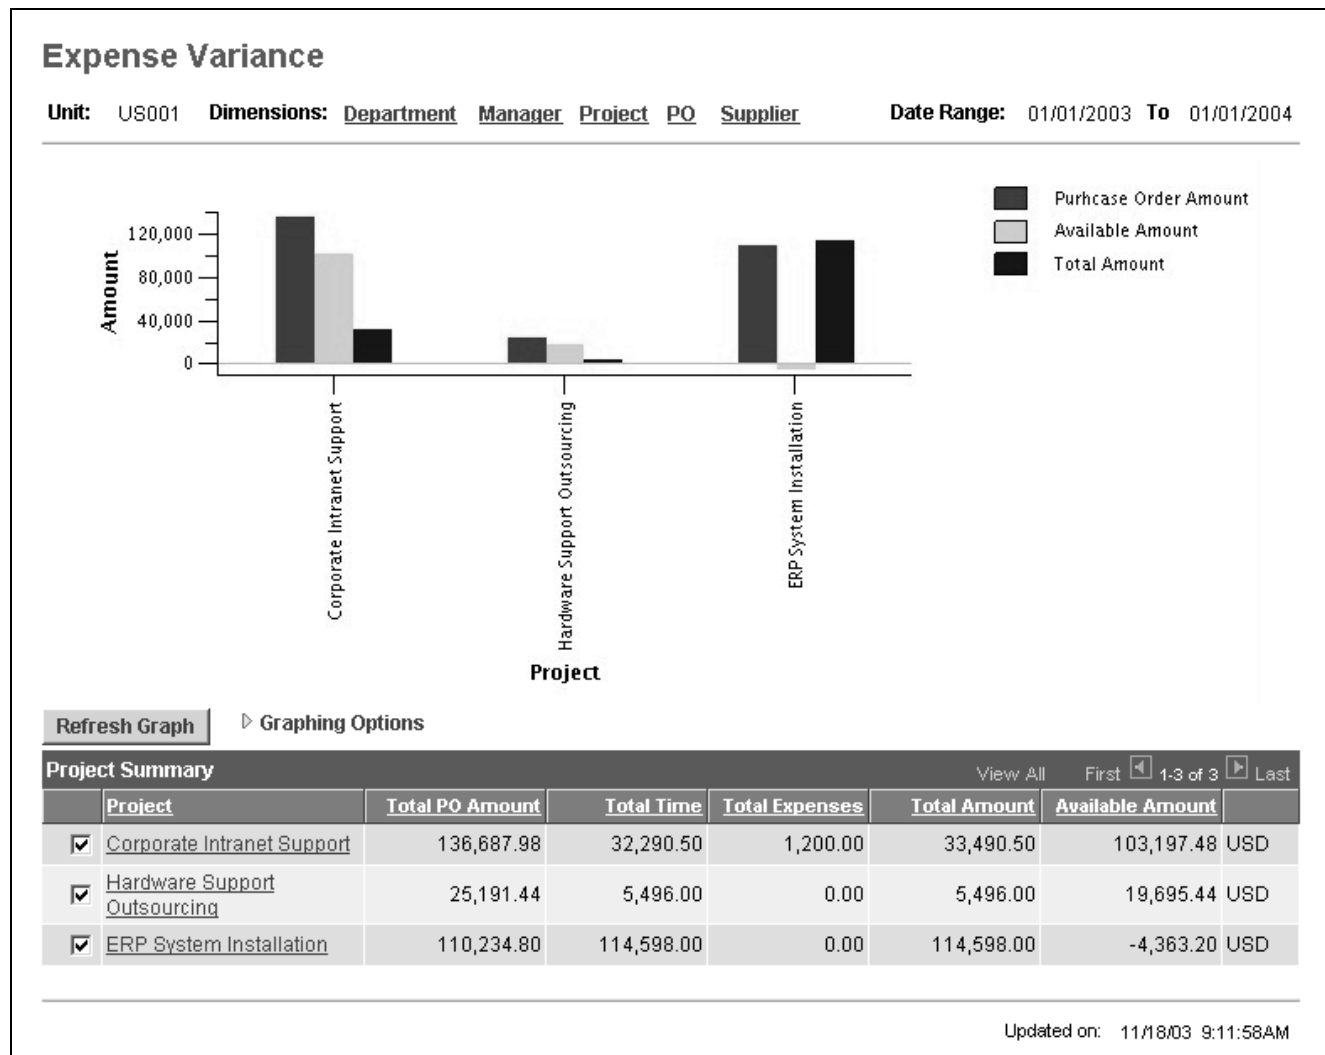 Expense Variance
Unit: US001 Dimensions: Department Manager Project PO Supplier Date Range: 01/01/2003 To 01/01/2004
Purhcase Order Amount
Available Amount
Total Amount
Amount
120,000
80,000
40,000
0
Corporate Intranet Support
Hardware Support Outsourcing
ERP System Installation
Project
Refresh Graph Graphing Options
Project Summary View All First 1-3 of 3 Last
Project Total PO Amount Total Time Total Expenses Total Amount Available Amount
Corporate Intranet Support 136,687.98 32,290.50 1,200.00 33,490.50 103,197.48 USD
Hardware Support
Outsourcing 25,191.44 5,496.00 0.00 5,496.00 19,695.44 USD
ERP System Installation 110,234.80 114,598.00 0.00 114,598.00 -4,363.20 USD
Updated on: 11/18/03 9:11:58AM